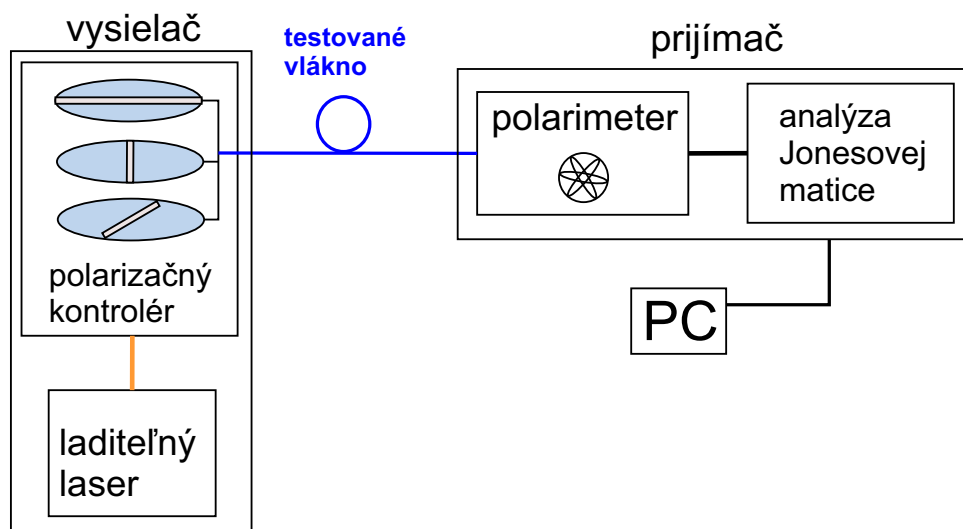 vysielač
polarizačný
kontrolér
laditeľný
laser
testované
vlákno
prijímač
polarimeter
analýza
Jonesovej
matice
PC